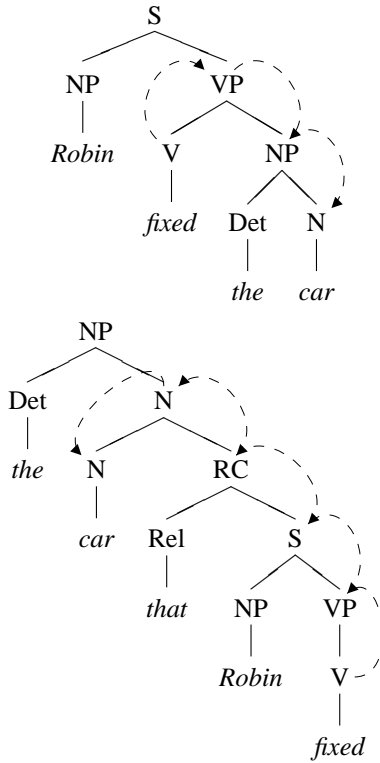 S
NP VP
Robin V NP
fixed Det N
the car
NP
Det N
the N RC
car Rel S
that NP VP
Robin V
fixed